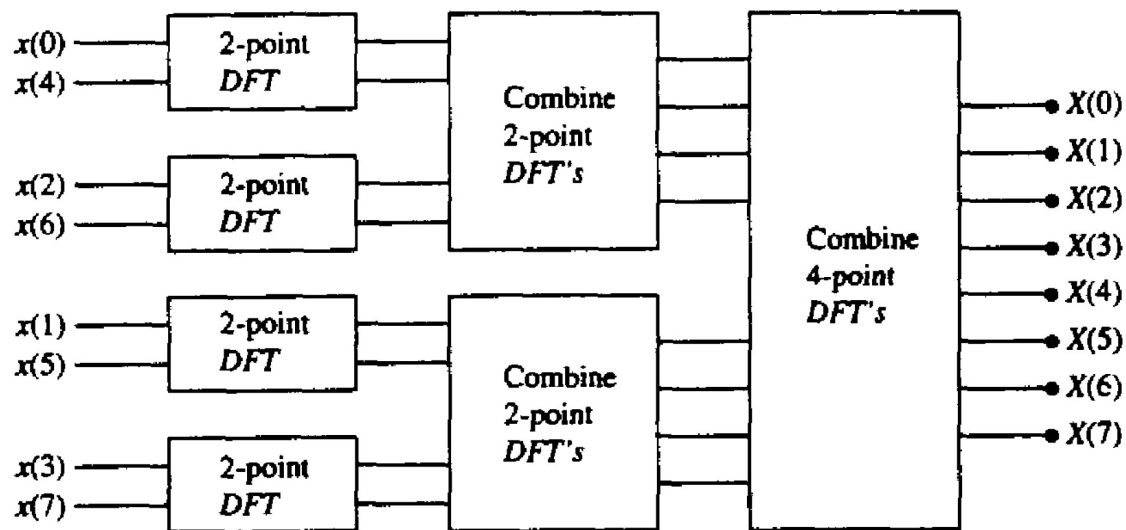 x(0)
x(4)
2-point
DFT
x(2)
x(6)
2-point
DFT
x(1)
x(5)
2-point
DFT
x(3)
x(7)
2-point
DFT
Combine
2-point
DFT's
Combine
2-point
DFT's
Combine
4-point
DFT's
X(0)
X(1)
X(2)
X(3)
X(4)
X(5)
X(6)
X(7)